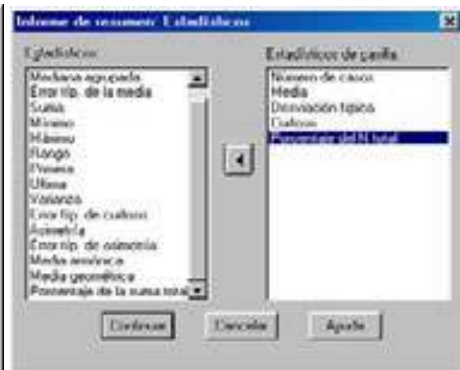 Informe de resumen: Estadísticos
Estadísticos:
Estadísticos de casilla:
Mediana agrupada
Error típ. de la media
Suma
Mínimo
Máximo
Rango
Primero
Último
Varianza
Error típ. de curtosis
Asimetría
Error típ. de asimetría
Media armónica
Media geométrica
Porcentaje de la suma total
Número de casos
Media
Desviación típica
Curtosis
Porcentaje del N total
Continuar
Cancelar
Ayuda